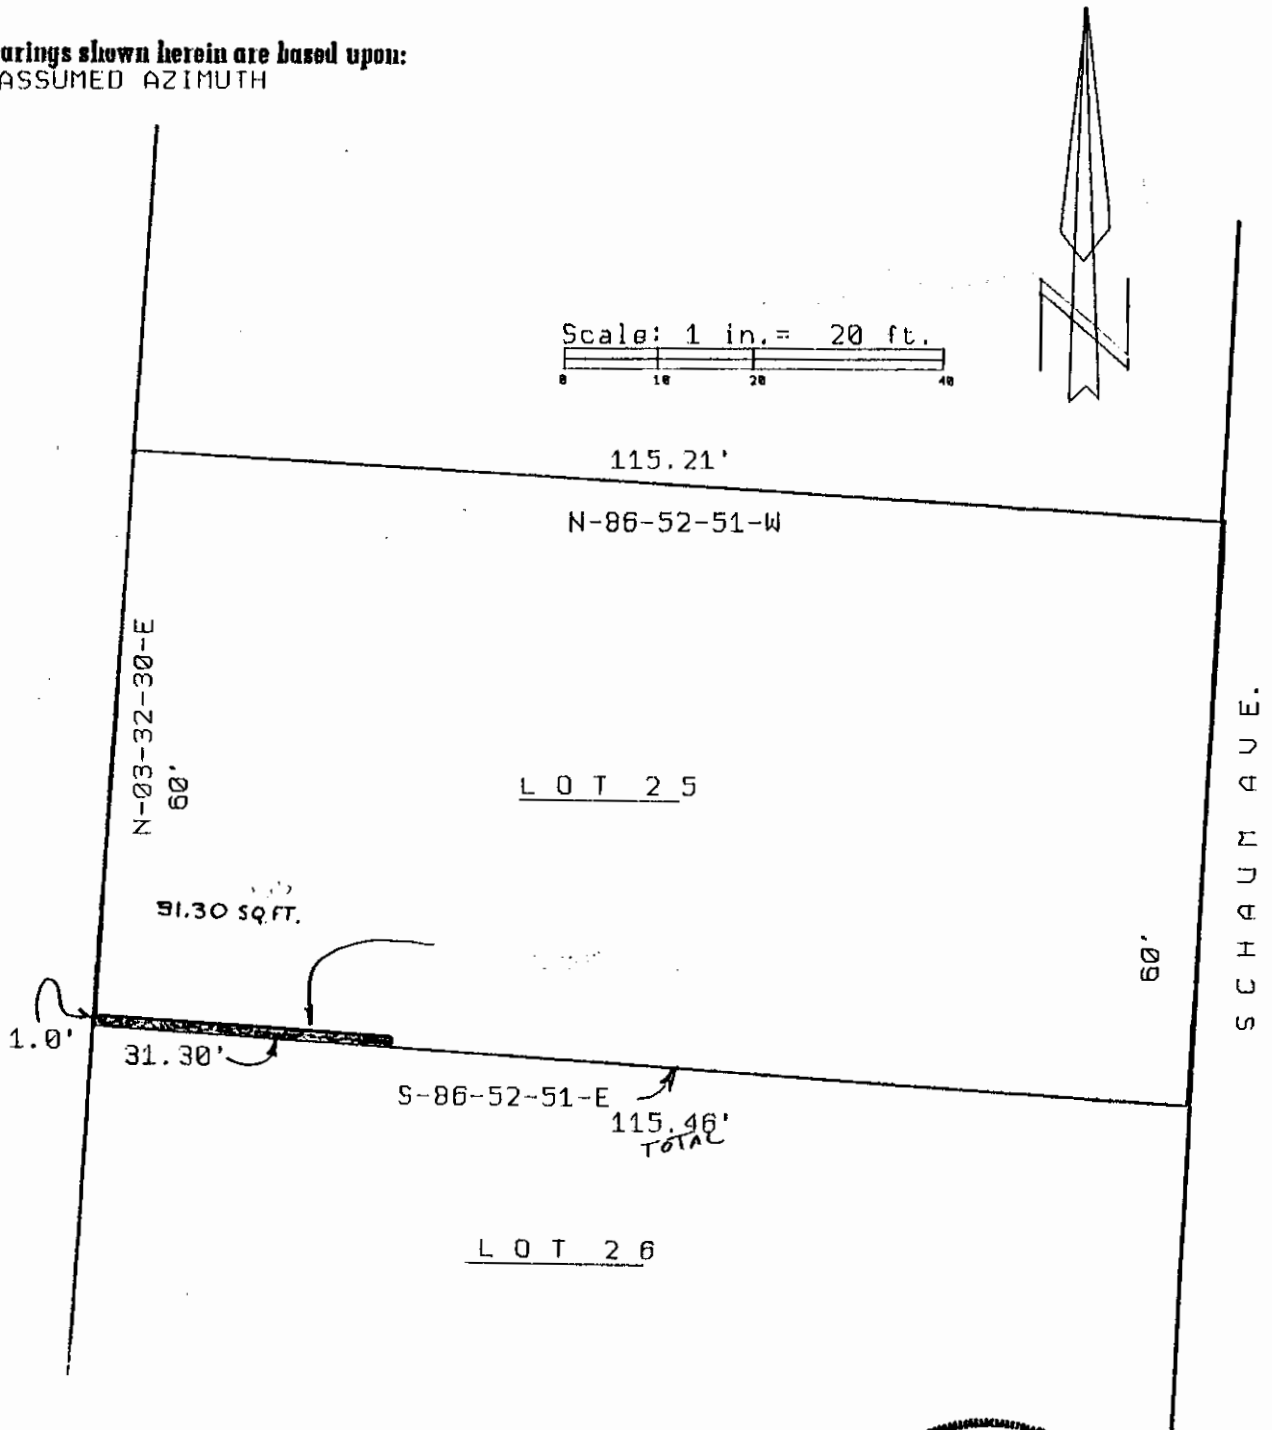 arings shown herein are based upon:
ASSUMED AZIMUTH
Scale: 1 in.= 20 ft.
0 10 20 40
N
115.21'
N-86-52-51-W
N-03-32-30-E
60'
LOT 25
SCHAUM AVE.
31.30 SQ FT.
60'
1.0'
31.30'
S-86-52-51-E
115.46'
TOTAL
LOT 26